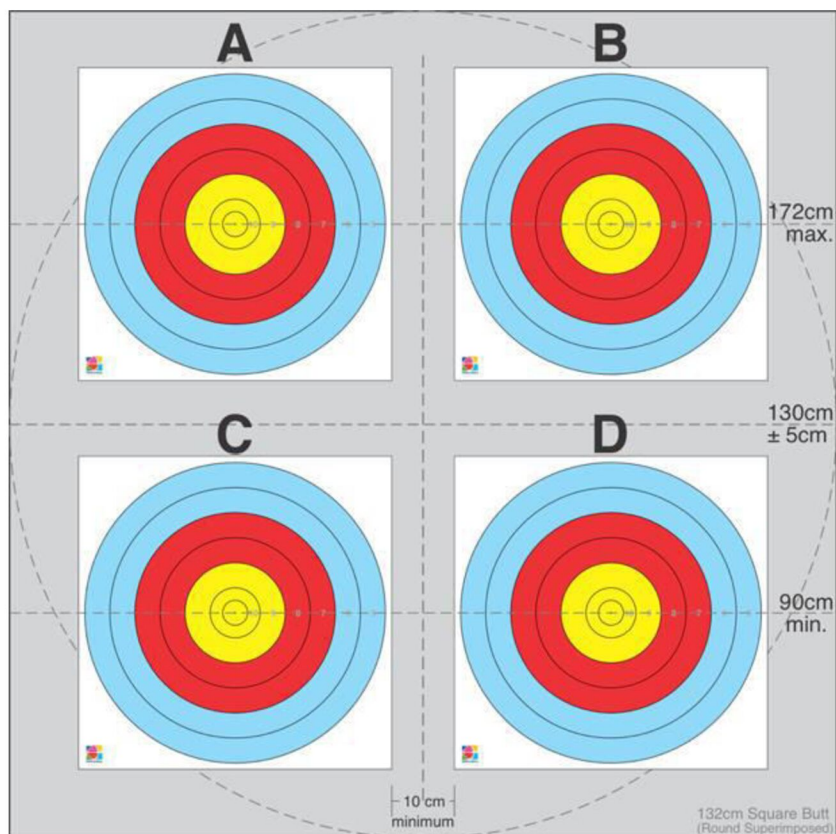 A
B
172cm
max.
130cm
± 5cm
C
D
90cm
min.
10 cm
minimum
132cm Square Butt
(Round Superimposed)